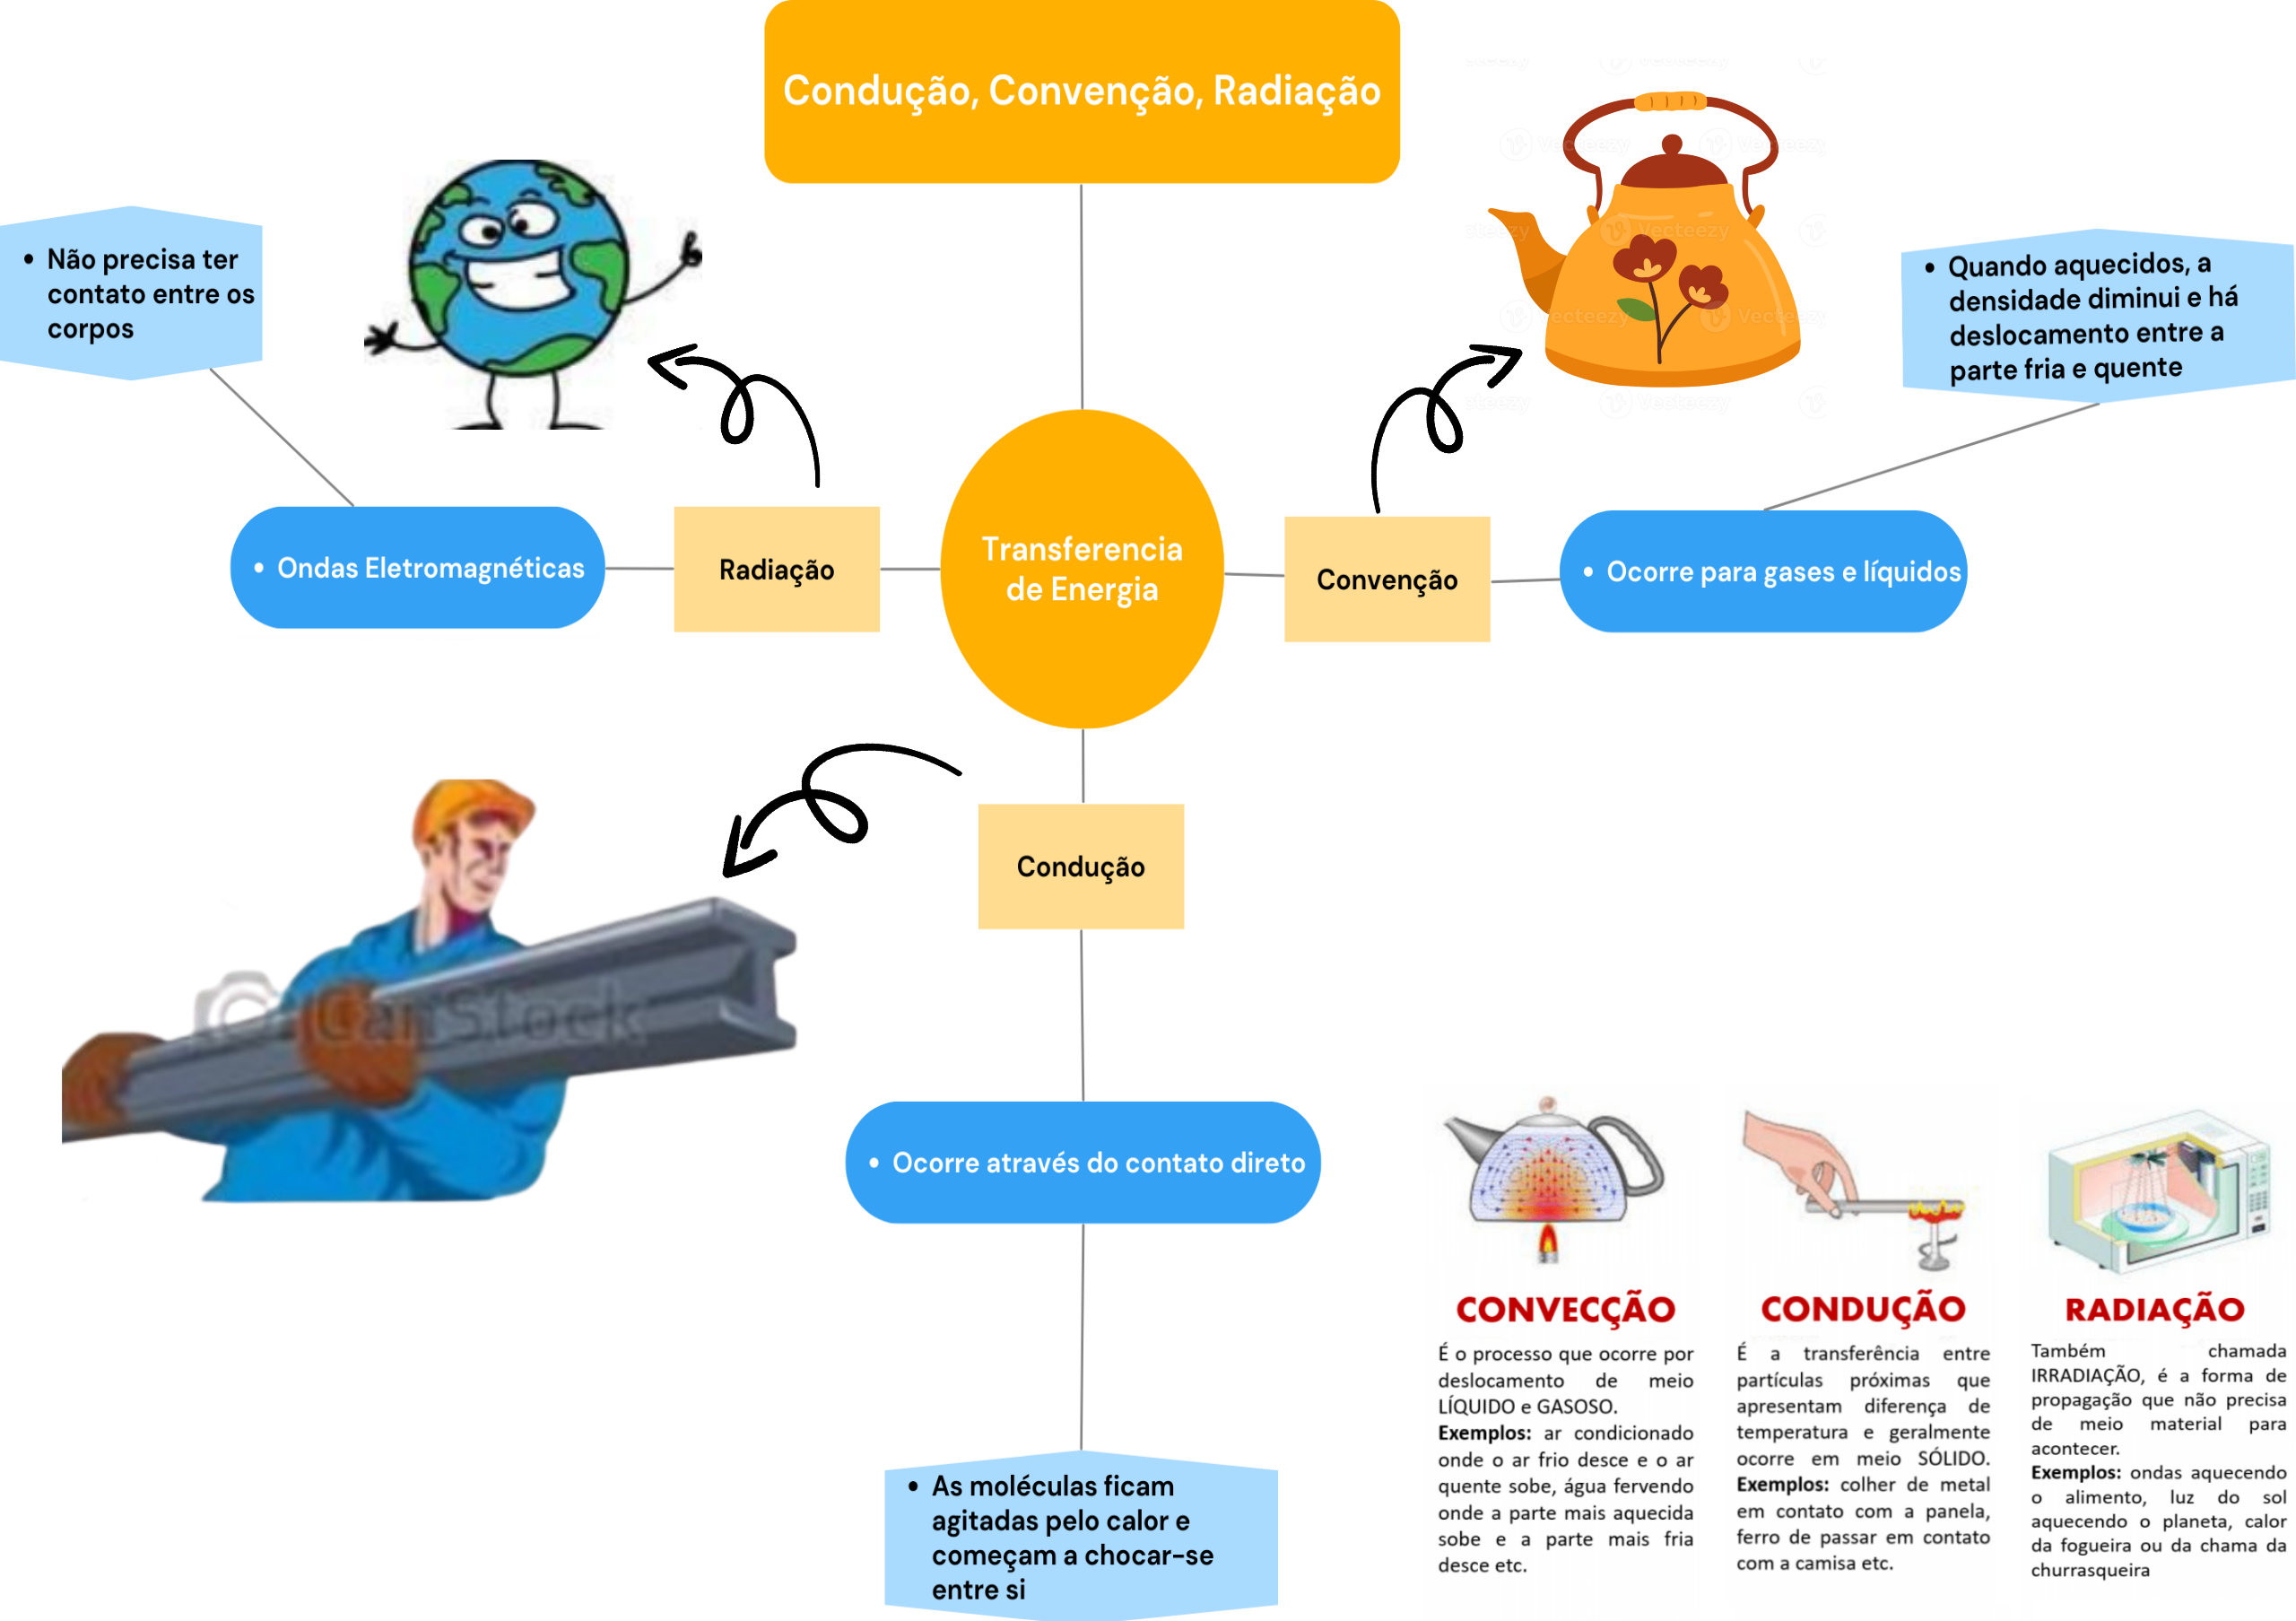 Condução, Convenção, Radiação
Não precisa ter
contato entre os
corpos
Quando aquecidos, a
densidade diminui e há
deslocamento entre a
parte fria e quente
Ondas Eletromagnéticas
Radiação
Transferencia
de Energia
Convenção
Ocorre para gases e líquidos
Condução
CanStock
Ocorre através do contato direto
As moléculas ficam
agitadas pelo calor e
começam a chocar-se
entre si
CONVECÇÃO
É o processo que ocorre por
deslocamento de meio
LÍQUIDO e GASOSO.
Exemplos: ar condicionado
onde o ar frio desce e o ar
quente sobe, água fervendo
onde a parte mais aquecida
sobe e a parte mais fria
desce etc.
CONDUÇÃO
É a transferência entre
partículas próximas que
apresentam diferença de
temperatura e geralmente
ocorre em meio SÓLIDO.
Exemplos: colher de metal
em contato com a panela,
ferro de passar em contato
com a camisa etc.
RADIAÇÃO
Também chamada
IRRADIAÇÃO, é a forma de
propagação que não precisa
de meio material para
acontecer.
Exemplos: ondas aquecendo
o alimento, luz do sol
aquecendo o planeta, calor
da fogueira ou da chama da
churrasqueira